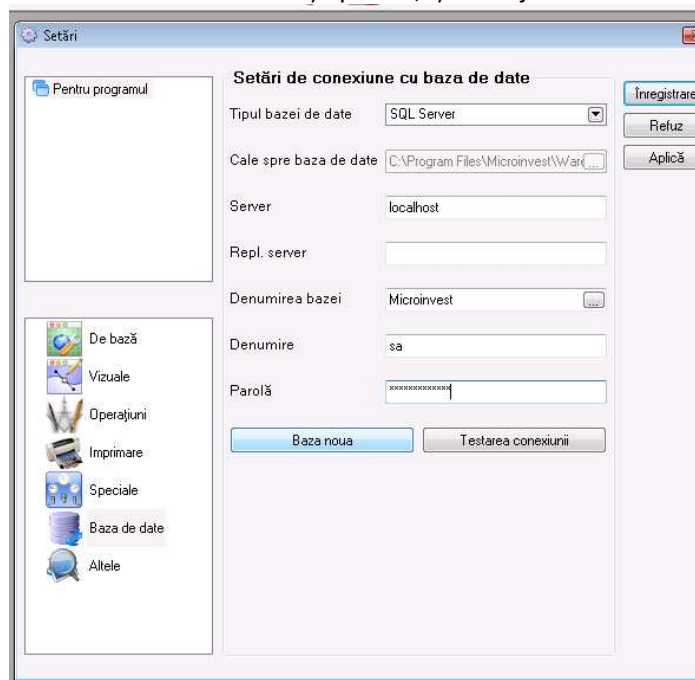 Setări
Pentru programul
De bază
Vizuale
Operațiuni
Imprimare
Speciale
Baza de date
Altele
Setări de conexiune cu baza de date
Tipul bazei de date
SQL Server
Cale spre baza de date
C:\Program Files\Microinvest\War
...
Server
localhost
Repl. server
Denumirea bazei
Microinvest
...
Denumire
sa
Parolă
×××××××××××××
Baza noua
Testarea conexiunii
Înregistrare
Refuz
Aplică